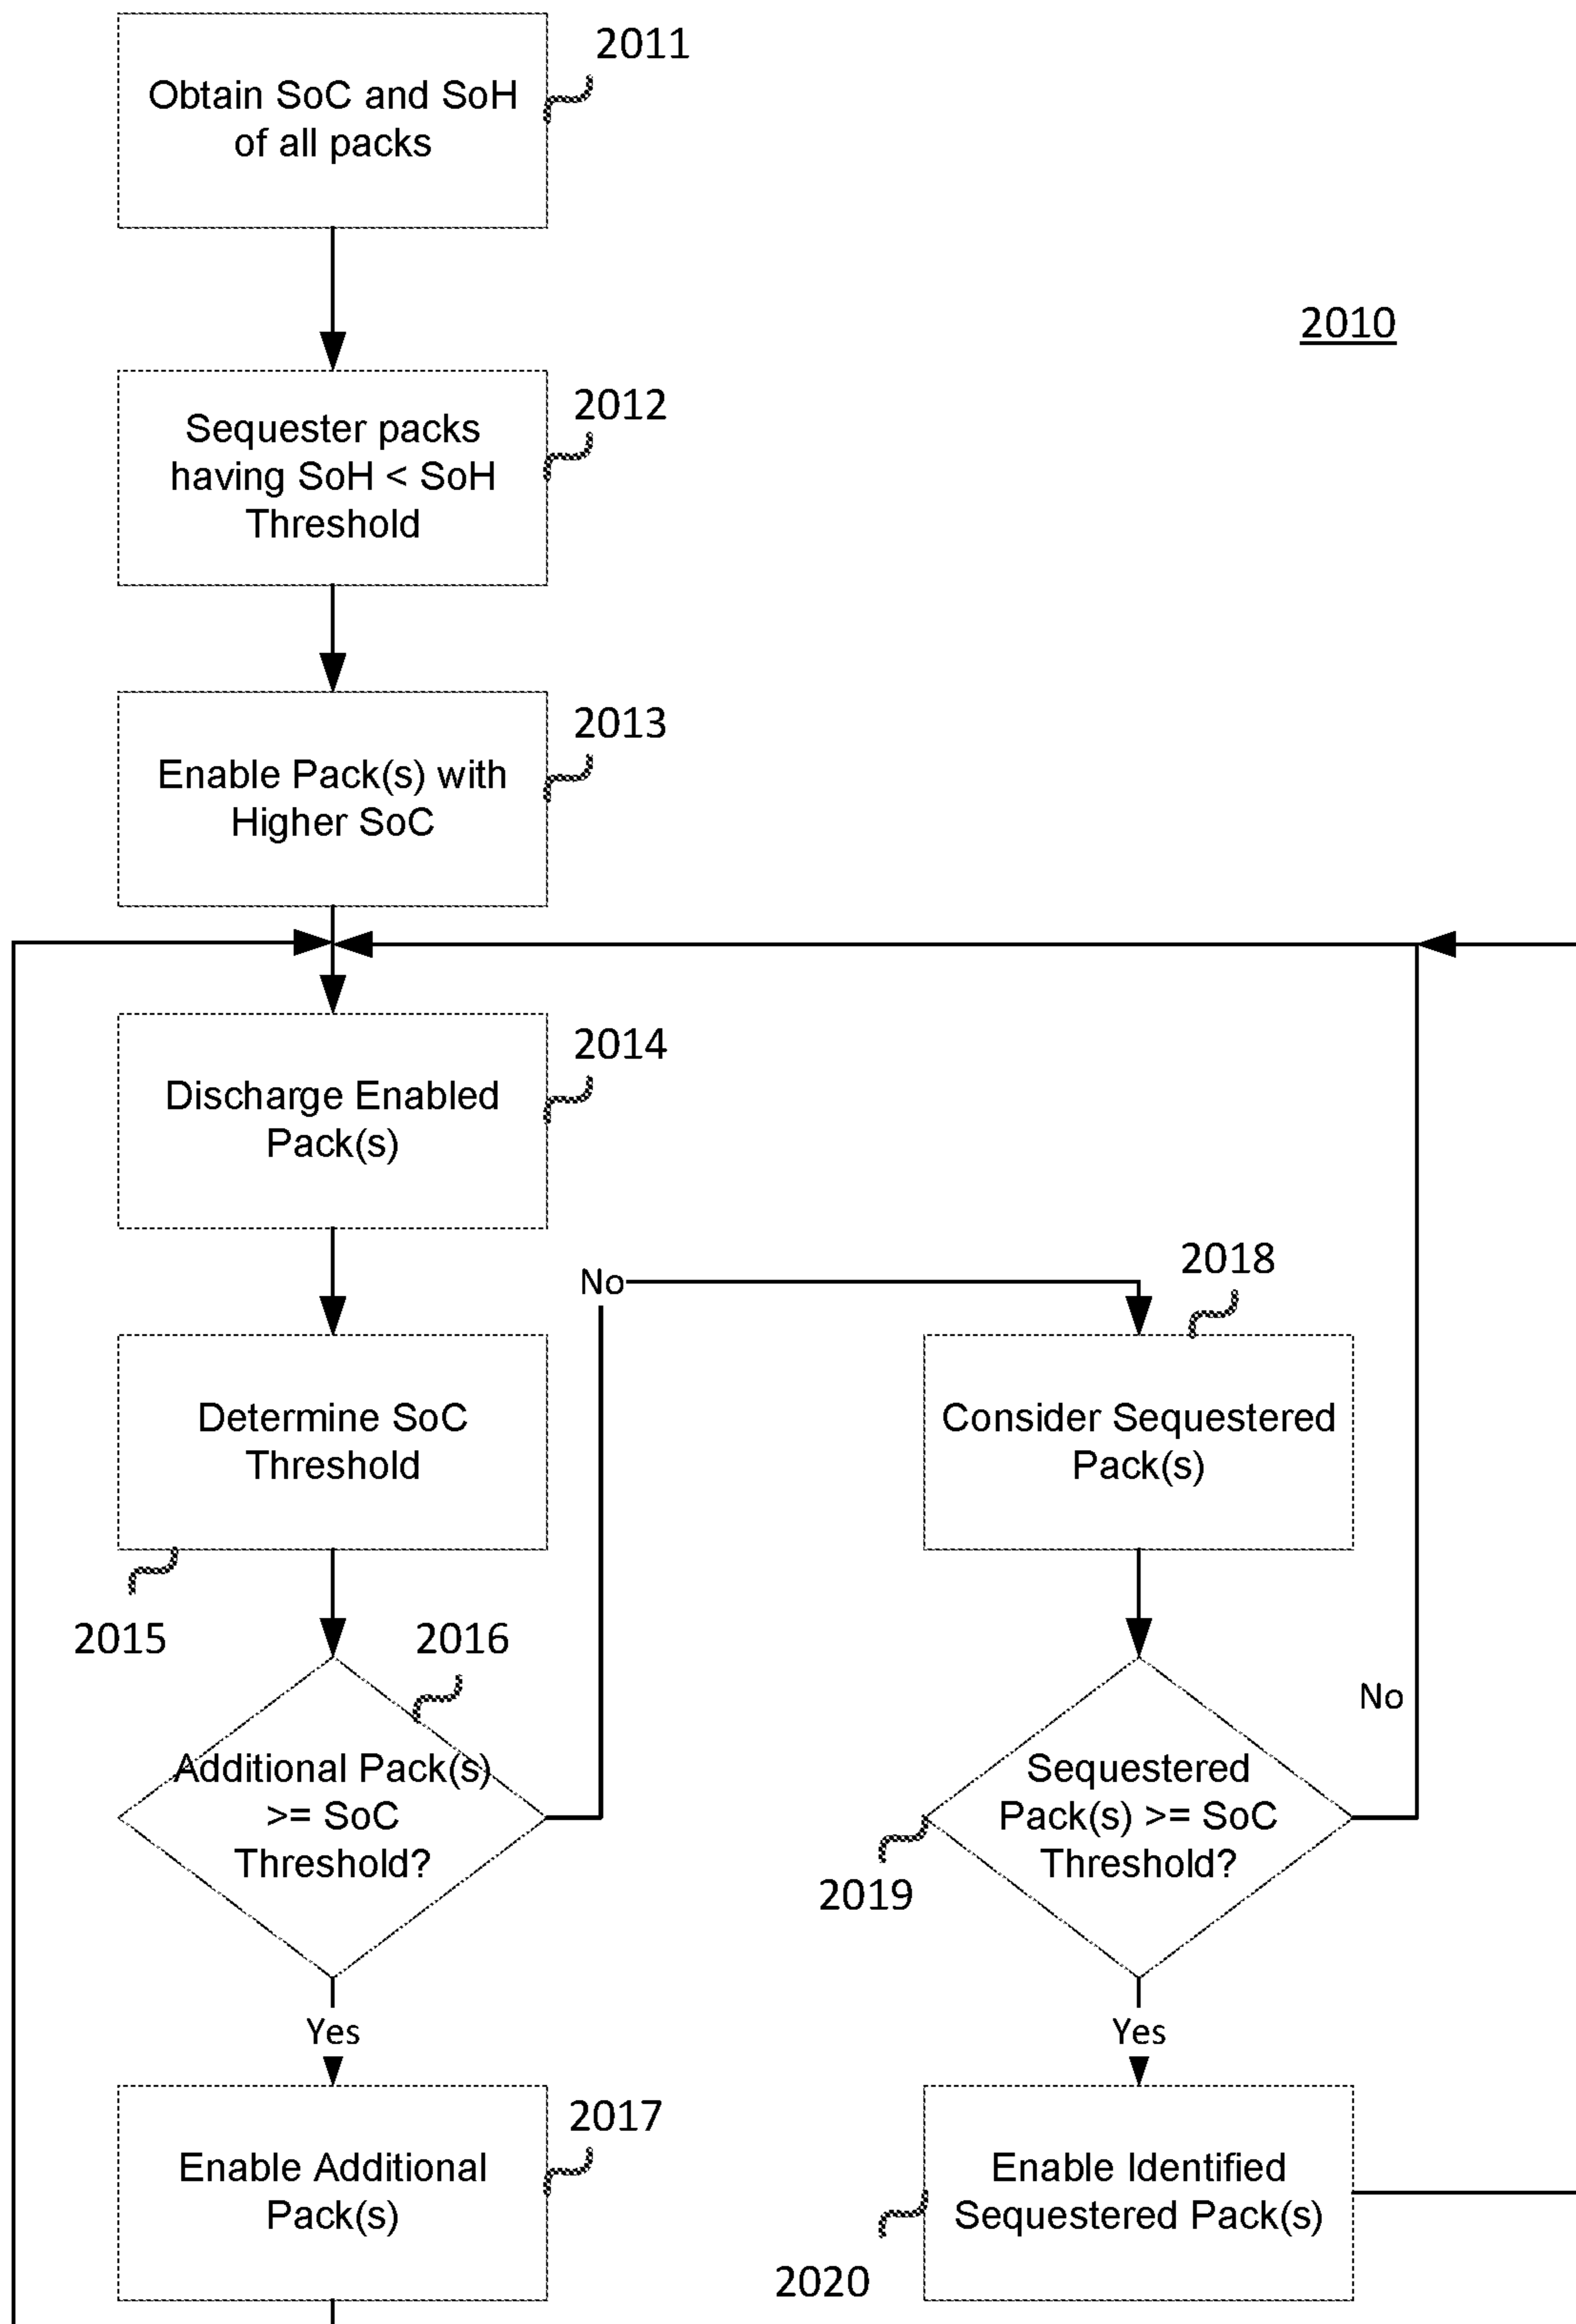 2011
Obtain SoC and SoH
of all packs
2010
2012
Sequester packs
having SoH < SoH
Threshold
2013
Enable Pack(s) with
Higher SoC
2014
Discharge Enabled
Pack(s)
No
2018
Determine SoC
Threshold
Consider Sequestered
Pack(s)
2015
2016
No
Additional Pack(s)
>= SoC
Threshold?
Sequestered
Pack(s) >= SoC
Threshold?
2019
Yes
Yes
2017
Enable Additional
Pack(s)
Enable Identified
Sequestered Pack(s)
2020